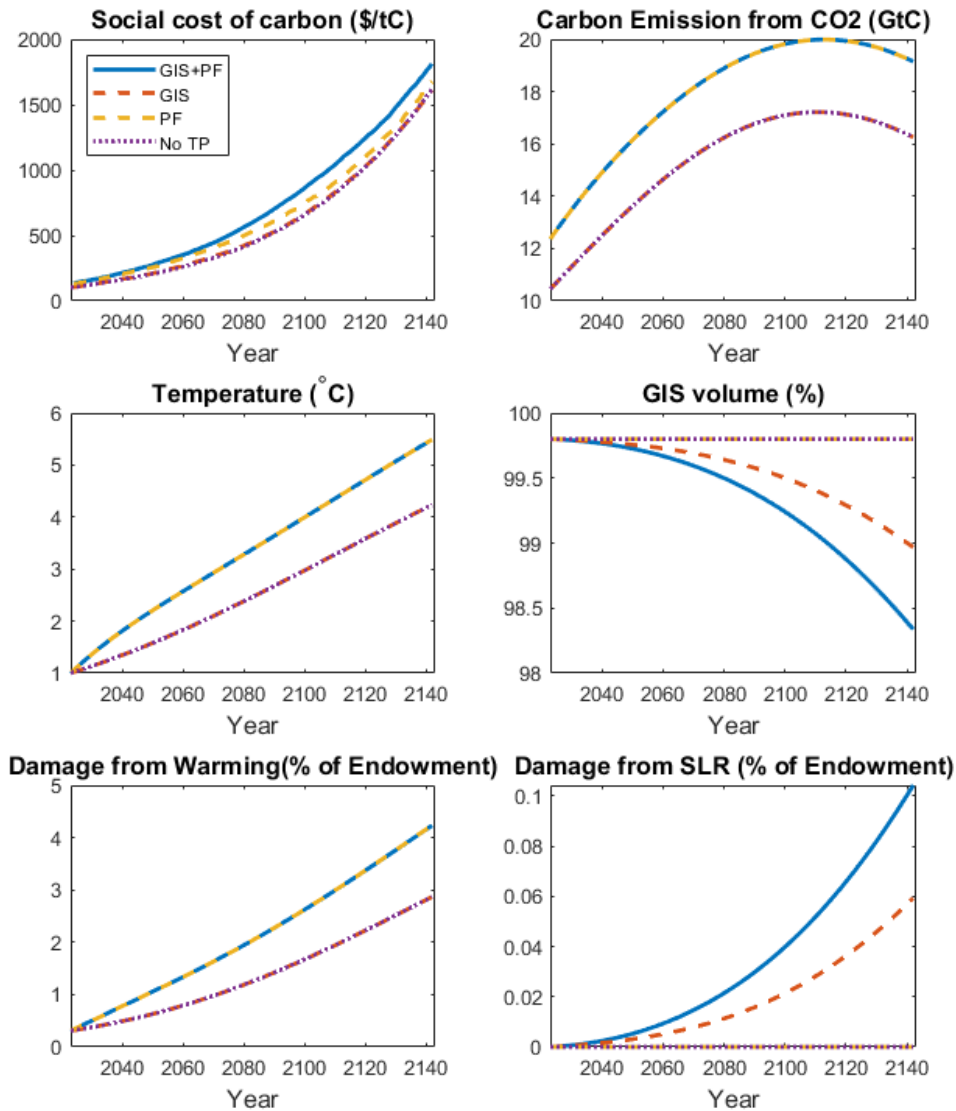 Social cost of carbon ($/tC)
2000
1500
1000
500
0
GIS+PF
GIS
PF
No TP
2040 2060 2080 2100 2120 2140
Year
Carbon Emission from CO2 (GtC)
20
18
16
14
12
10
2040 2060 2080 2100 2120 2140
Year
Temperature (°C)
6
5
4
3
2
1
2040 2060 2080 2100 2120 2140
Year
GIS volume (%)
100
99.5
99
98.5
98
2040 2060 2080 2100 2120 2140
Year
Damage from Warming(% of Endowment)
5
4
3
2
1
0
2040 2060 2080 2100 2120 2140
Year
Damage from SLR (% of Endowment)
0.1
0.08
0.06
0.04
0.02
0
2040 2060 2080 2100 2120 2140
Year